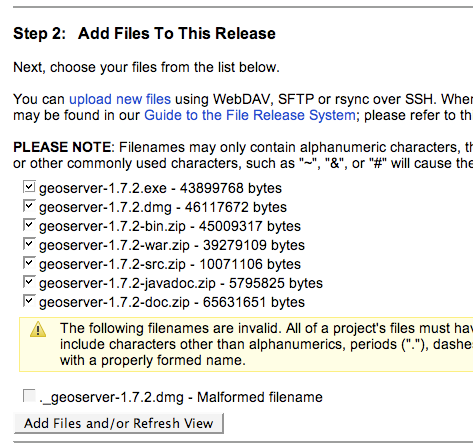 Step 2: Add Files To This Release
Next, choose your files from the list below.
You can upload new files using WebDAV, SFTP or rsync over SSH. Wher
may be found in our Guide to the File Release System; please refer to th
PLEASE NOTE: Filenames may only contain alphanumeric characters, th
or other commonly used characters, such as "~", "&", or "#" will cause the
geoserver-1.7.2.exe - 43899768 bytes
geoserver-1.7.2.dmg - 46117672 bytes
geoserver-1.7.2-bin.zip - 45009317 bytes
geoserver-1.7.2-war.zip - 39279109 bytes
geoserver-1.7.2-src.zip - 10071106 bytes
geoserver-1.7.2-javadoc.zip - 5795825 bytes
geoserver-1.7.2-doc.zip - 65631651 bytes
The following filenames are invalid. All of a project's files must hav
include characters other than alphanumerics, periods ("."), dashe
with a properly formed name.
._geoserver-1.7.2.dmg - Malformed filename
Add Files and/or Refresh View